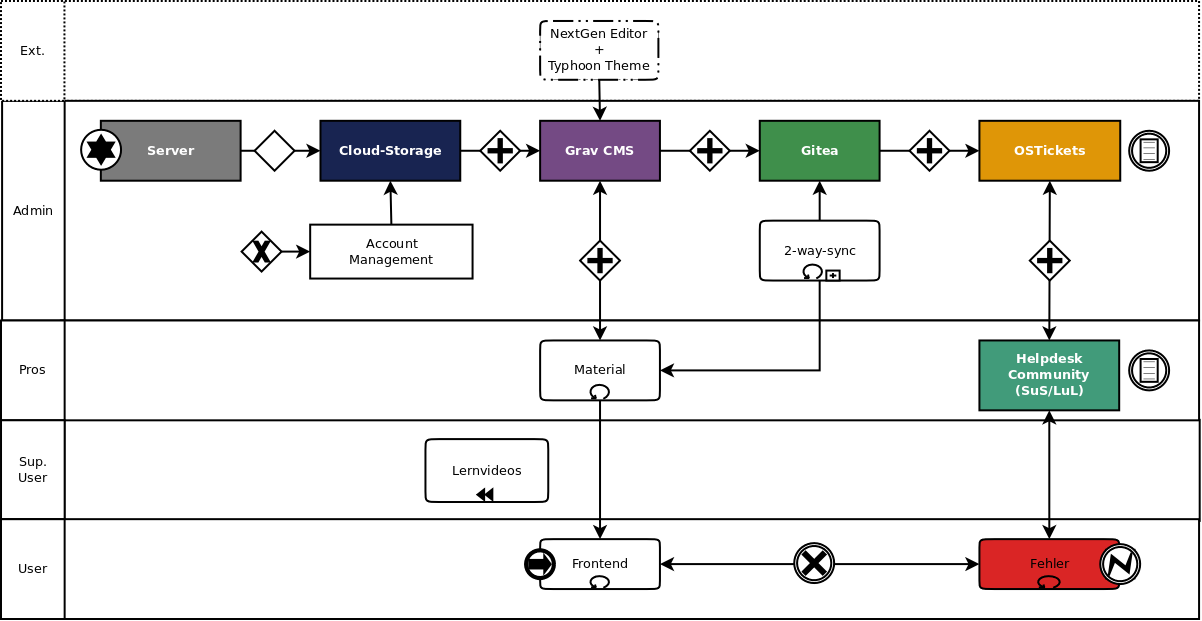 Ext.
NextGen Editor
+
Typhoon Theme
Admin
Server
Cloud-Storage
Grav CMS
Gitea
OSTickets
Account
Management
2-way-sync
Pros
Material
Helpdesk
Community
(SuS/LuL)
Sup.
User
Lernvideos
User
Frontend
Fehler